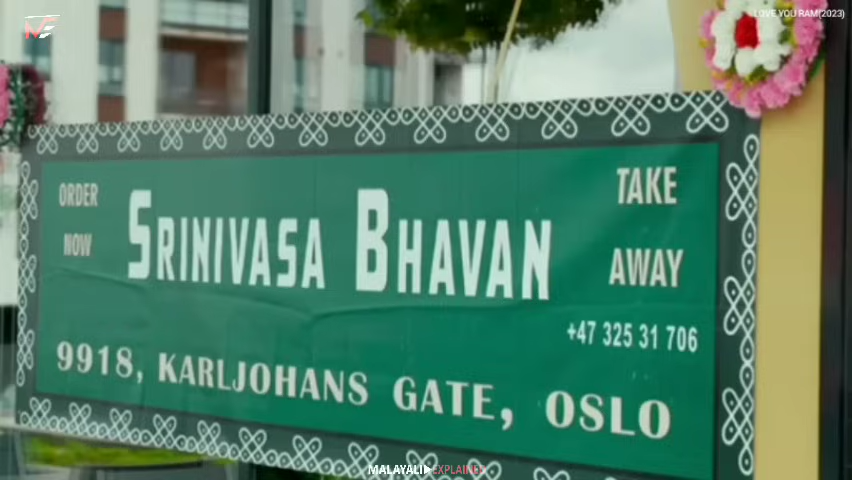 I LOVE YOU RAM(2023)
ORDER NOW
SRINIVASA BHAVAN
TAKE AWAY
+47 325 31 706
9918, KARLJOHANS GATE, OSLO
MALAYALI EXPLAINER